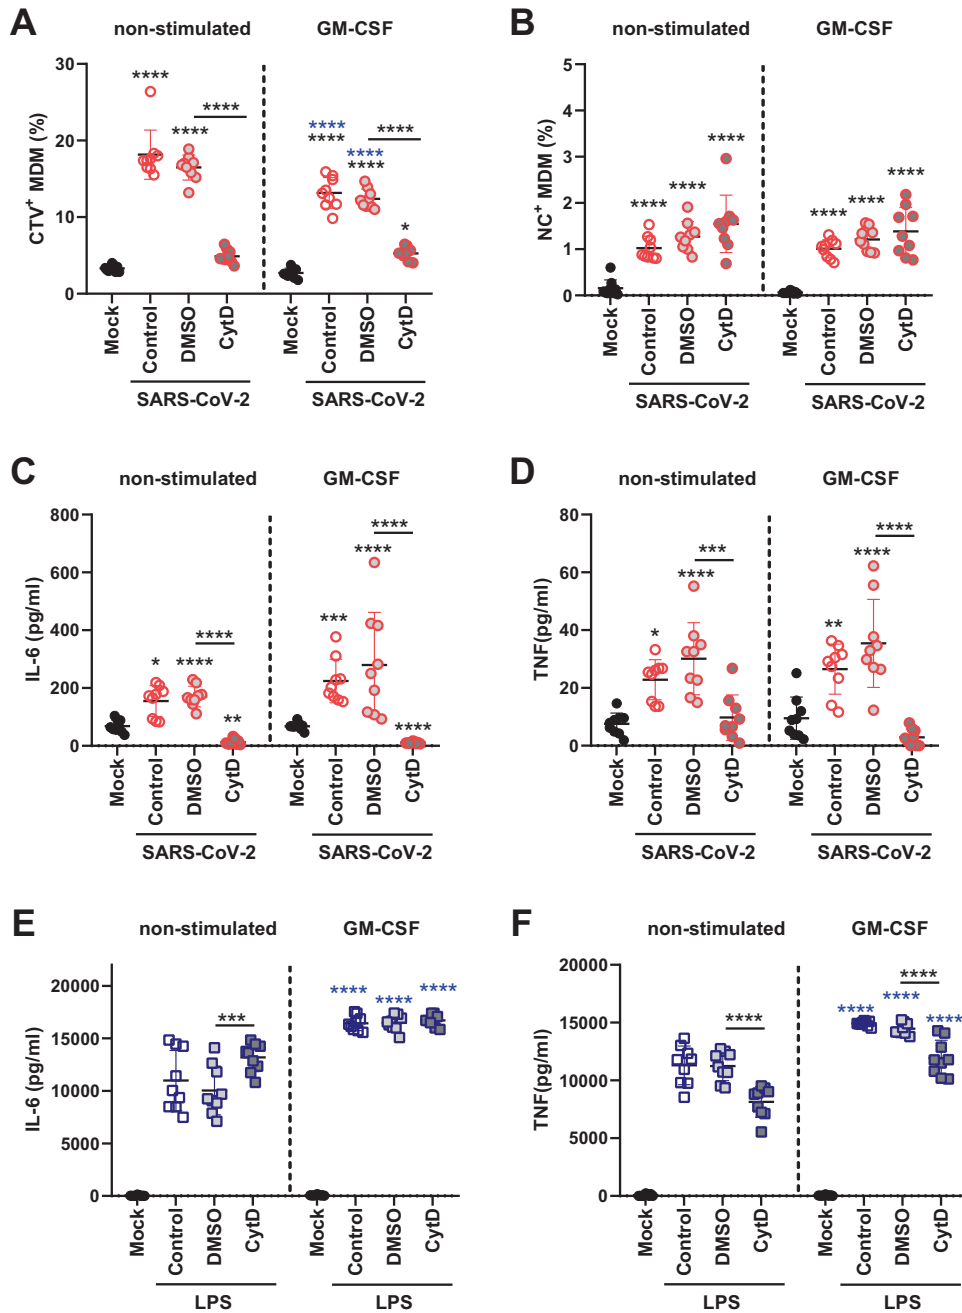 A
non-stimulated
GM-CSF
CTV+ MDM (%)
30
20
10
0
****
****
****
****
****
****
****
****
*
Mock
Control
DMSO
CytD
SARS-CoV-2
Mock
Control
DMSO
CytD
SARS-CoV-2
B
non-stimulated
GM-CSF
NC+ MDM (%)
5
4
3
2
1
0
****
****
****
****
****
****
Mock
Control
DMSO
CytD
SARS-CoV-2
Mock
Control
DMSO
CytD
SARS-CoV-2
C
non-stimulated
GM-CSF
IL-6 (pg/ml)
800
600
400
200
0
*
****
****
**
***
****
****
****
Mock
Control
DMSO
CytD
SARS-CoV-2
Mock
Control
DMSO
CytD
SARS-CoV-2
D
non-stimulated
GM-CSF
TNF(pg/ml)
80
60
40
20
0
*
****
***
**
****
****
Mock
Control
DMSO
CytD
SARS-CoV-2
Mock
Control
DMSO
CytD
SARS-CoV-2
E
non-stimulated
GM-CSF
IL-6 (pg/ml)
20000
15000
10000
5000
0
***
****
****
****
Mock
Control
DMSO
CytD
LPS
Mock
Control
DMSO
CytD
LPS
F
non-stimulated
GM-CSF
TNF(pg/ml)
20000
15000
10000
5000
0
****
****
****
****
****
Mock
Control
DMSO
CytD
LPS
Mock
Control
DMSO
CytD
LPS